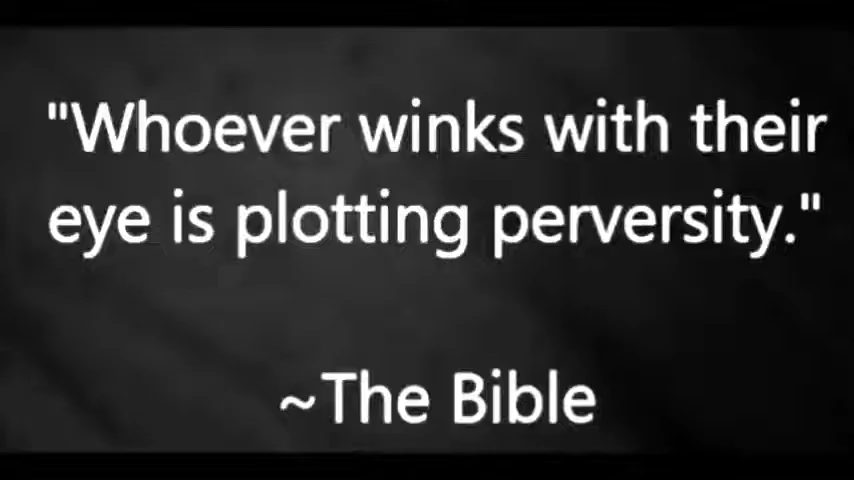 "Whoever winks with their
eye is plotting perversity."
~The Bible